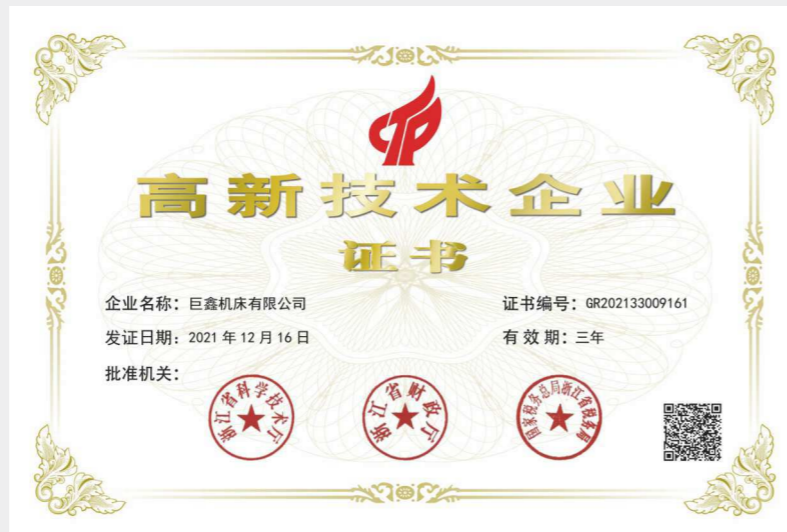 高新技术企业
证书
企业名称：巨鑫机床有限公司
证书编号：GR202133009161
发证日期：2021年12月16日
有效期：三年
批准机关：
浙江省科学技术厅
浙江省财政厅
国家税务总局浙江省税务局